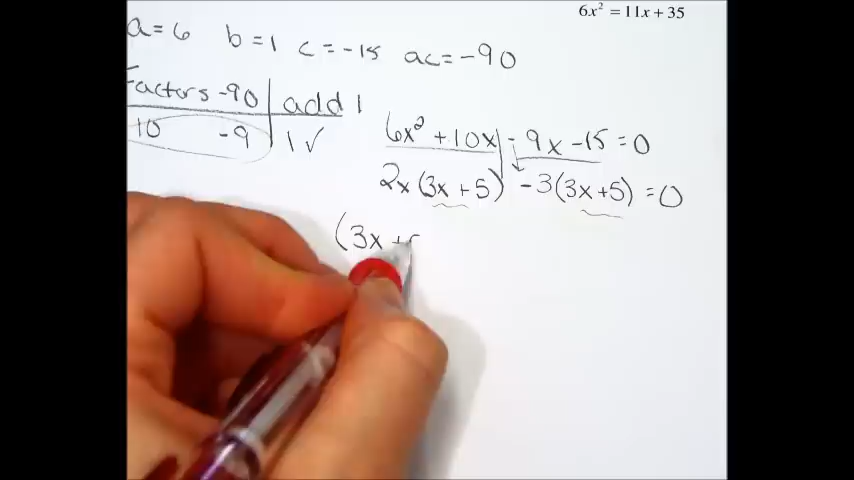 6x² = 11x + 35
a = 6 b = 1 c = -15 ac = -90
Factors -90 | add 1
10 -9 | 1 ✓
6x² + 10x - 9x - 15 = 0
2x (3x + 5) - 3(3x + 5) = 0
(3x +